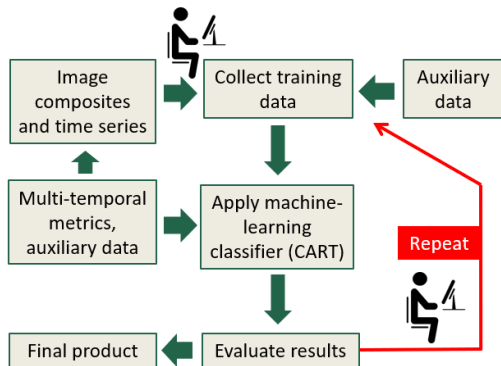 Image
composites
and time series
Collect training
data
Auxiliary
data
Multi-temporal
metrics,
auxiliary data
Apply machine-
learning
classifier (CART)
Repeat
Final product
Evaluate results